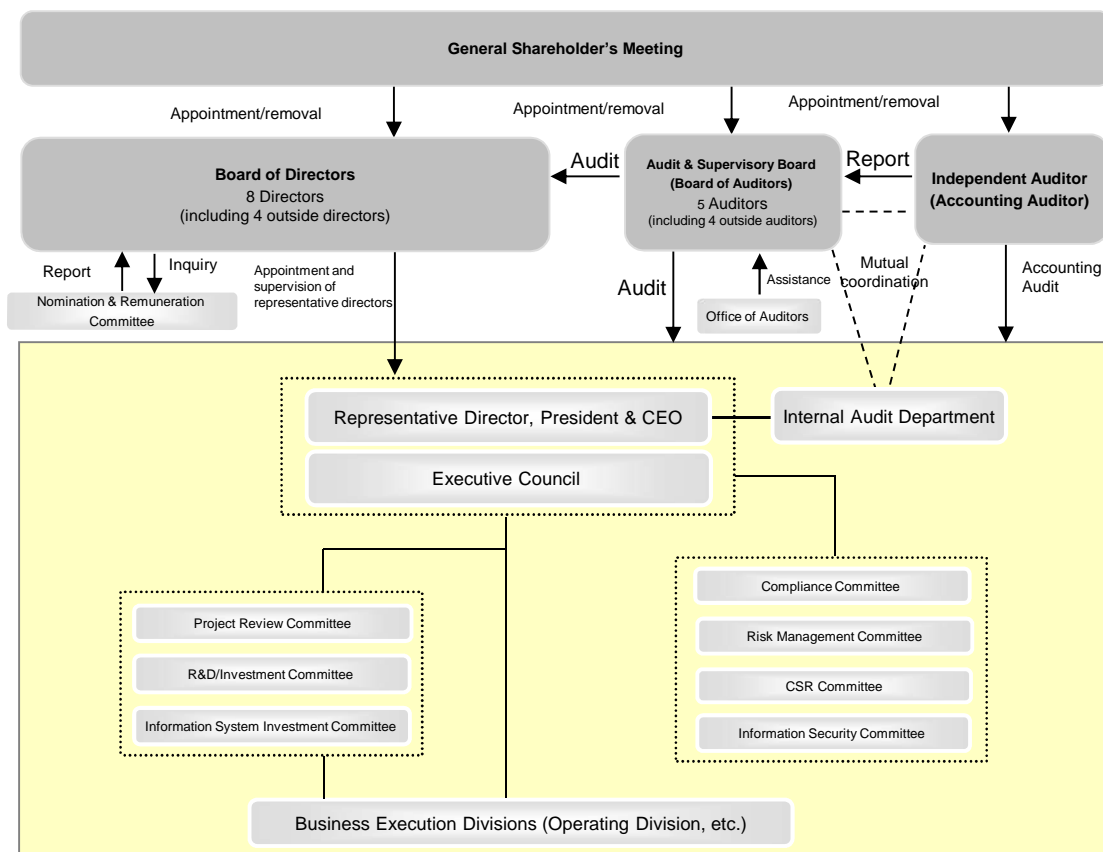 General Shareholder’s Meeting
Appointment/removal
Appointment/removal
Appointment/removal
Board of Directors
8 Directors
(including 4 outside directors)
Audit
Audit & Supervisory Board
(Board of Auditors)
5 Auditors
(including 4 outside auditors)
Report
Independent Auditor
(Accounting Auditor)
Report
Inquiry
Nomination & Remuneration
Committee
Appointment and
supervision of
representative directors
Audit
Assistance
Office of Auditors
Mutual
coordination
Accounting
Audit
Representative Director, President & CEO
Internal Audit Department
Executive Council
Project Review Committee
R&D/Investment Committee
Information System Investment Committee
Compliance Committee
Risk Management Committee
CSR Committee
Information Security Committee
Business Execution Divisions (Operating Division, etc.)